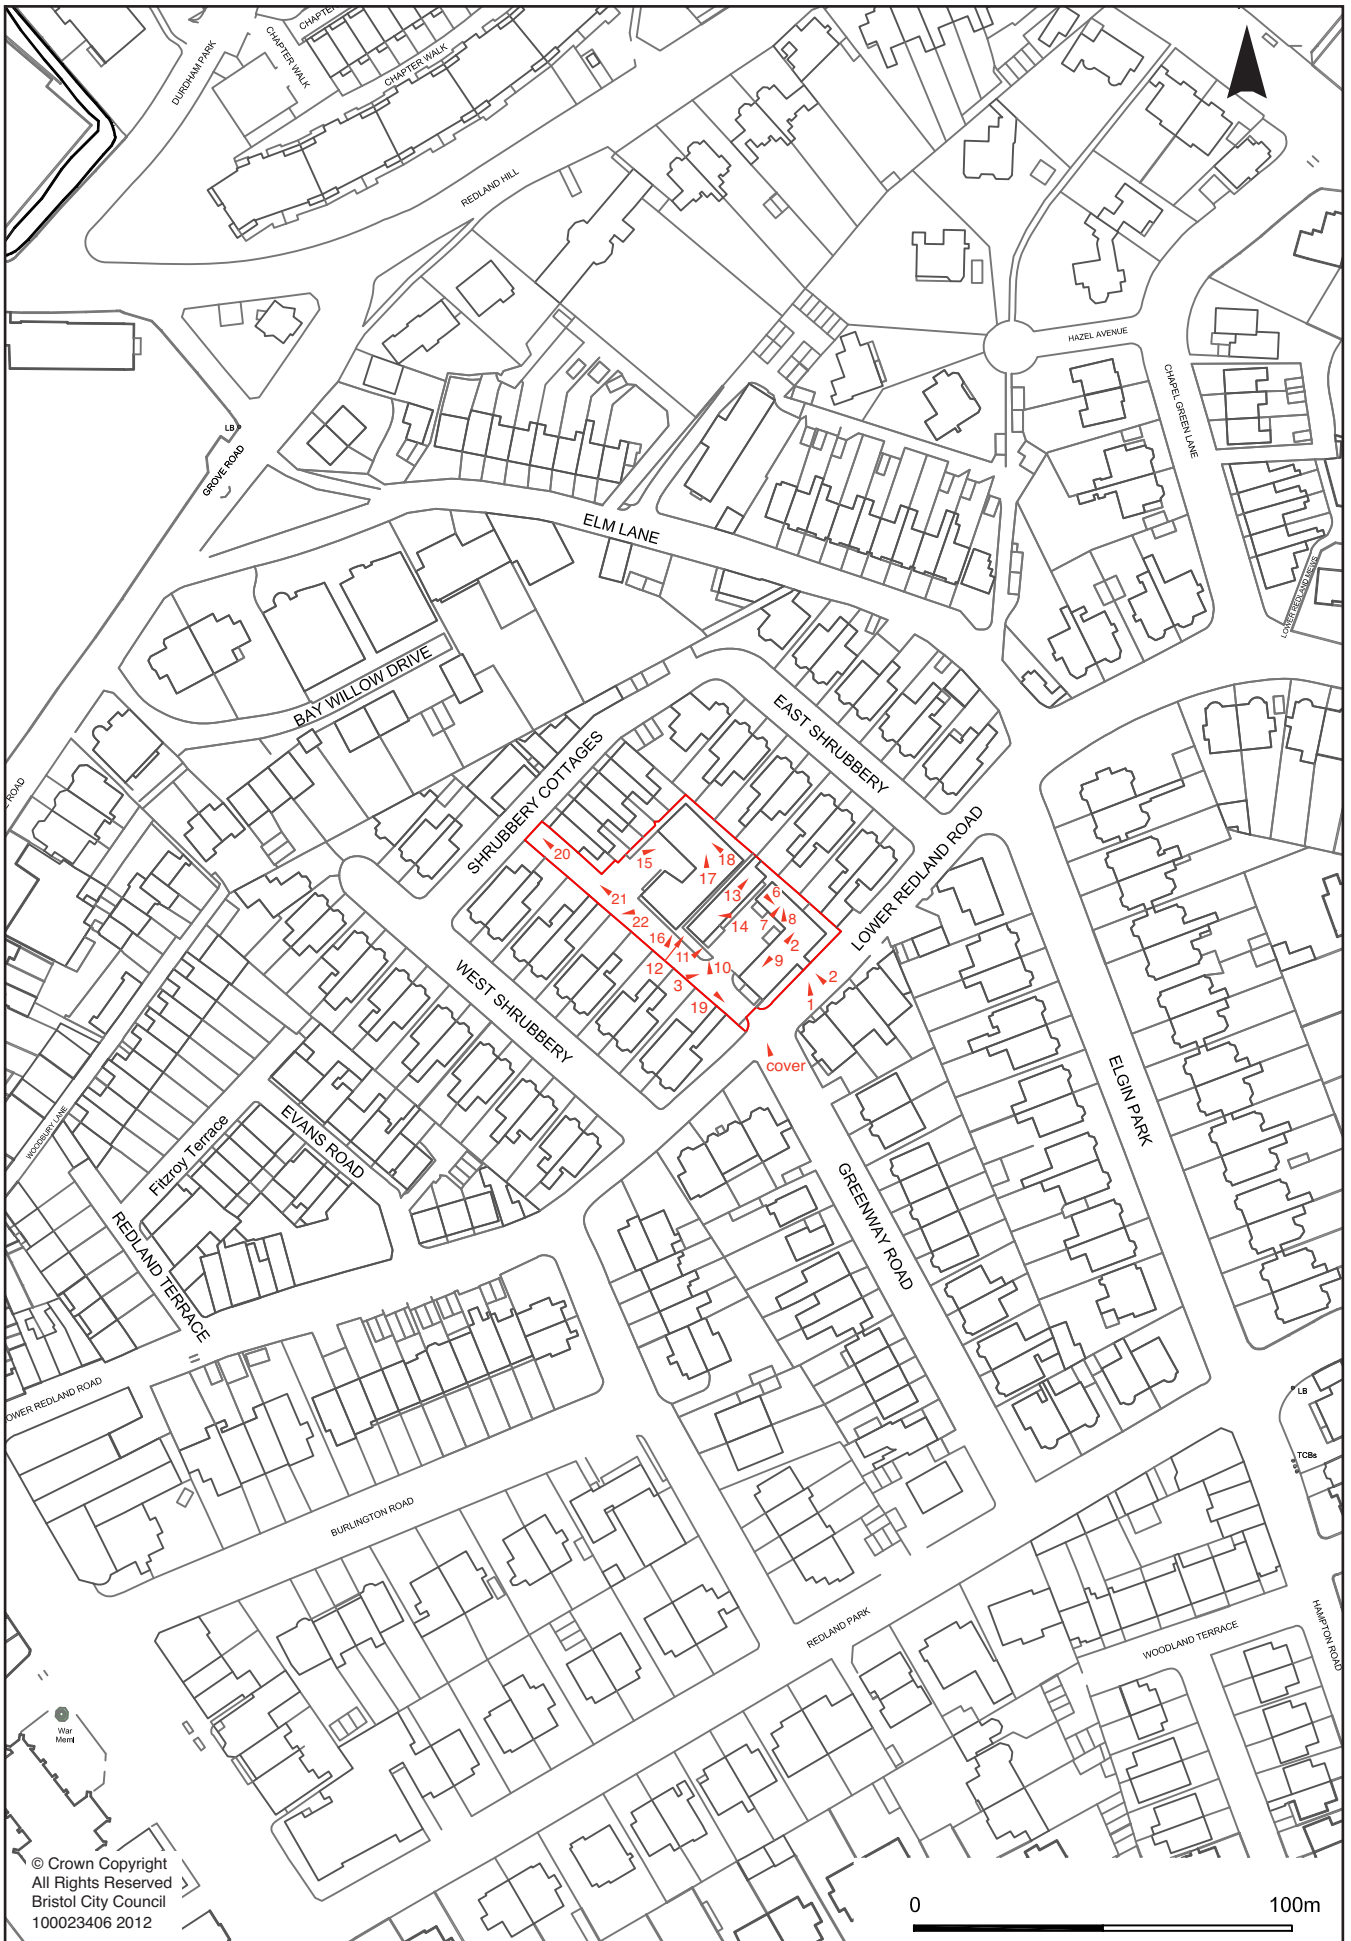 CHAPTER WALK
CHAPTER WALK
DURDHAM PARK
REDLAND HILL
HAZEL AVENUE
CHAPEL GREEN LANE
LB
GROVE ROAD
ELM LANE
LOWER REDLAND MEWS
BAY WILLOW DRIVE
EAST SHRUBBERY
SHRUBBERY COTTAGES
ROAD
LOWER REDLAND ROAD
20
15
18
17
13
6
21
22
14
7
8
16
2
12
11
10
9
3
2
19
1
cover
WEST SHRUBBERY
ELGIN PARK
WOODBURY LANE
Fitzroy Terrace
EVANS ROAD
GREENWAY ROAD
REDLAND TERRACE
OWER REDLAND ROAD
LB
TCBs
BURLINGTON ROAD
REDLAND PARK
WOODLAND TERRACE
HAMPTON ROAD
War
Meml
© Crown Copyright
All Rights Reserved
Bristol City Council
100023406 2012
0 100m